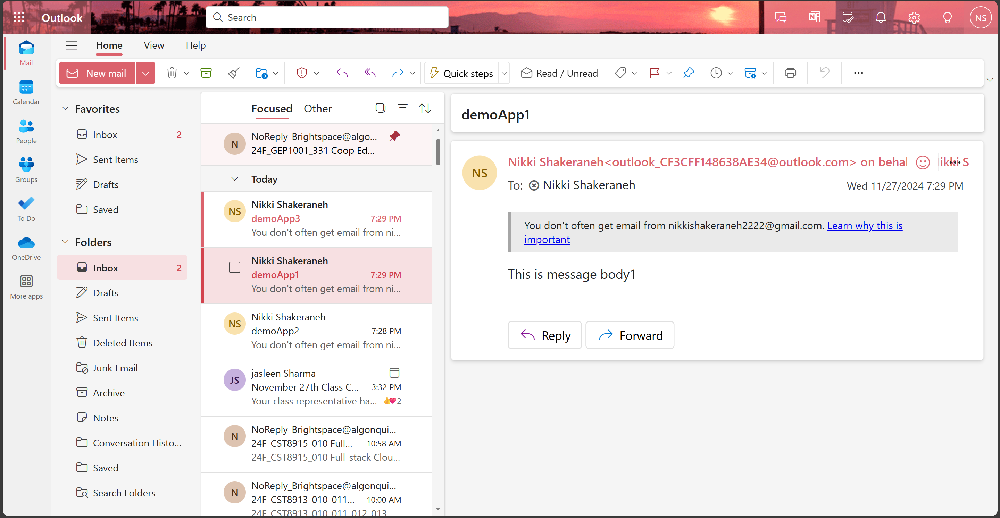 Outlook
Search
NS
Mail
Calendar
People
Groups
To Do
OneDrive
More apps
Home
View
Help
New mail
Quick steps
Read / Unread
Favorites
Inbox 2
Sent Items
Drafts
Saved
Folders
Inbox 2
Drafts
Sent Items
Deleted Items
Junk Email
Archive
Notes
Conversation Histo...
Saved
Search Folders
Focused
Other
N
NoReply_Brightspace@algo...
24F_GEP1001_331 Coop Ed...
Today
NS
Nikki Shakeraneh
demoApp3 7:29 PM
You don't often get email from ni...
Nikki Shakeraneh
demoApp1 7:29 PM
You don't often get email from ni...
NS
Nikki Shakeraneh
demoApp2 7:28 PM
You don't often get email from ni...
JS
jasleen Sharma
November 27th Class C... 3:32 PM
Your class representative ha... 👍💗2
N
NoReply_Brightspace@algonqui...
24F_CST8915_010 Full... 10:58 AM
24F_CST8915_010 Full-stack Clou...
N
NoReply_Brightspace@algonqui...
24F_CST8913_010_011... 10:00 AM
24F_CST8913_010_011_012_013
demoApp1
NS
Nikki Shakeraneh<outlook_CF3CFF148638AE34@outlook.com> on behal
To: Nikki Shakeraneh
Wed 11/27/2024 7:29 PM
You don't often get email from nikkishakeraneh2222@gmail.com. Learn why this is
important
This is message body1
Reply
Forward